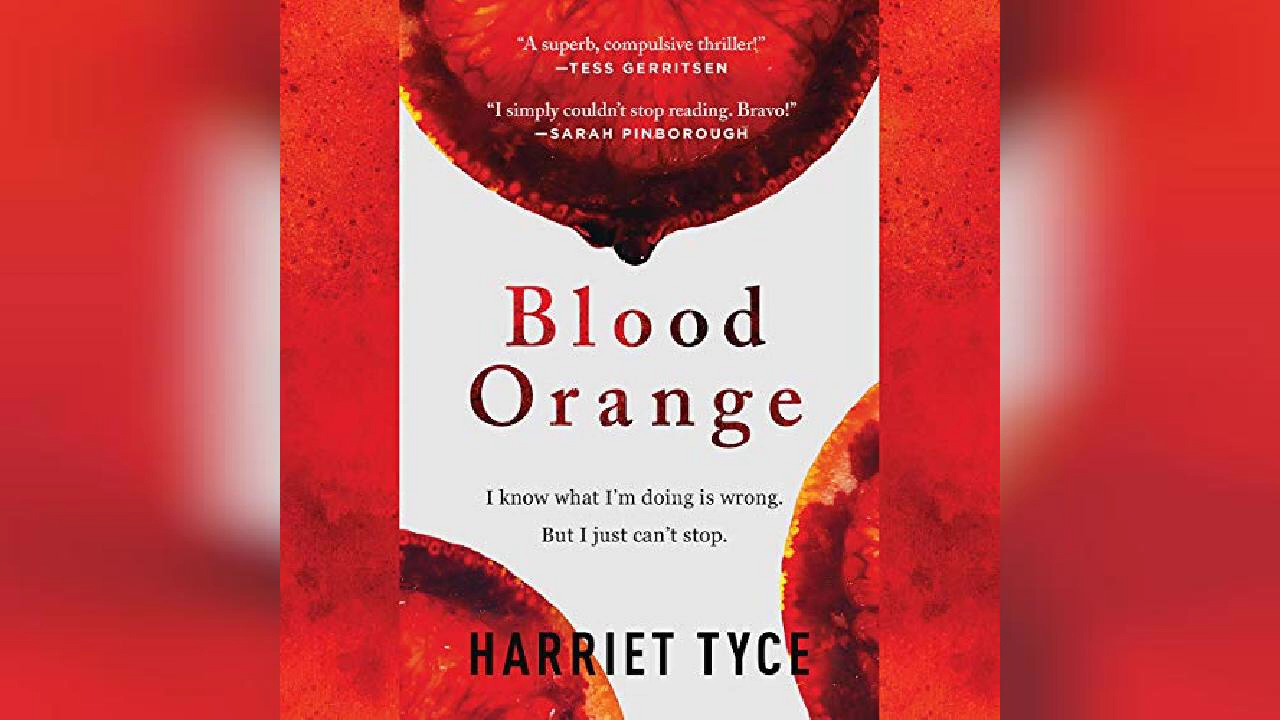 “A superb, compulsive thriller!”
—TESS GERRITSEN
“I simply couldn’t stop reading. Bravo!”
—SARAH PINBOROUGH
Blood
Orange
I know what I’m doing is wrong.
But I just can’t stop.
HARRIET TYCE